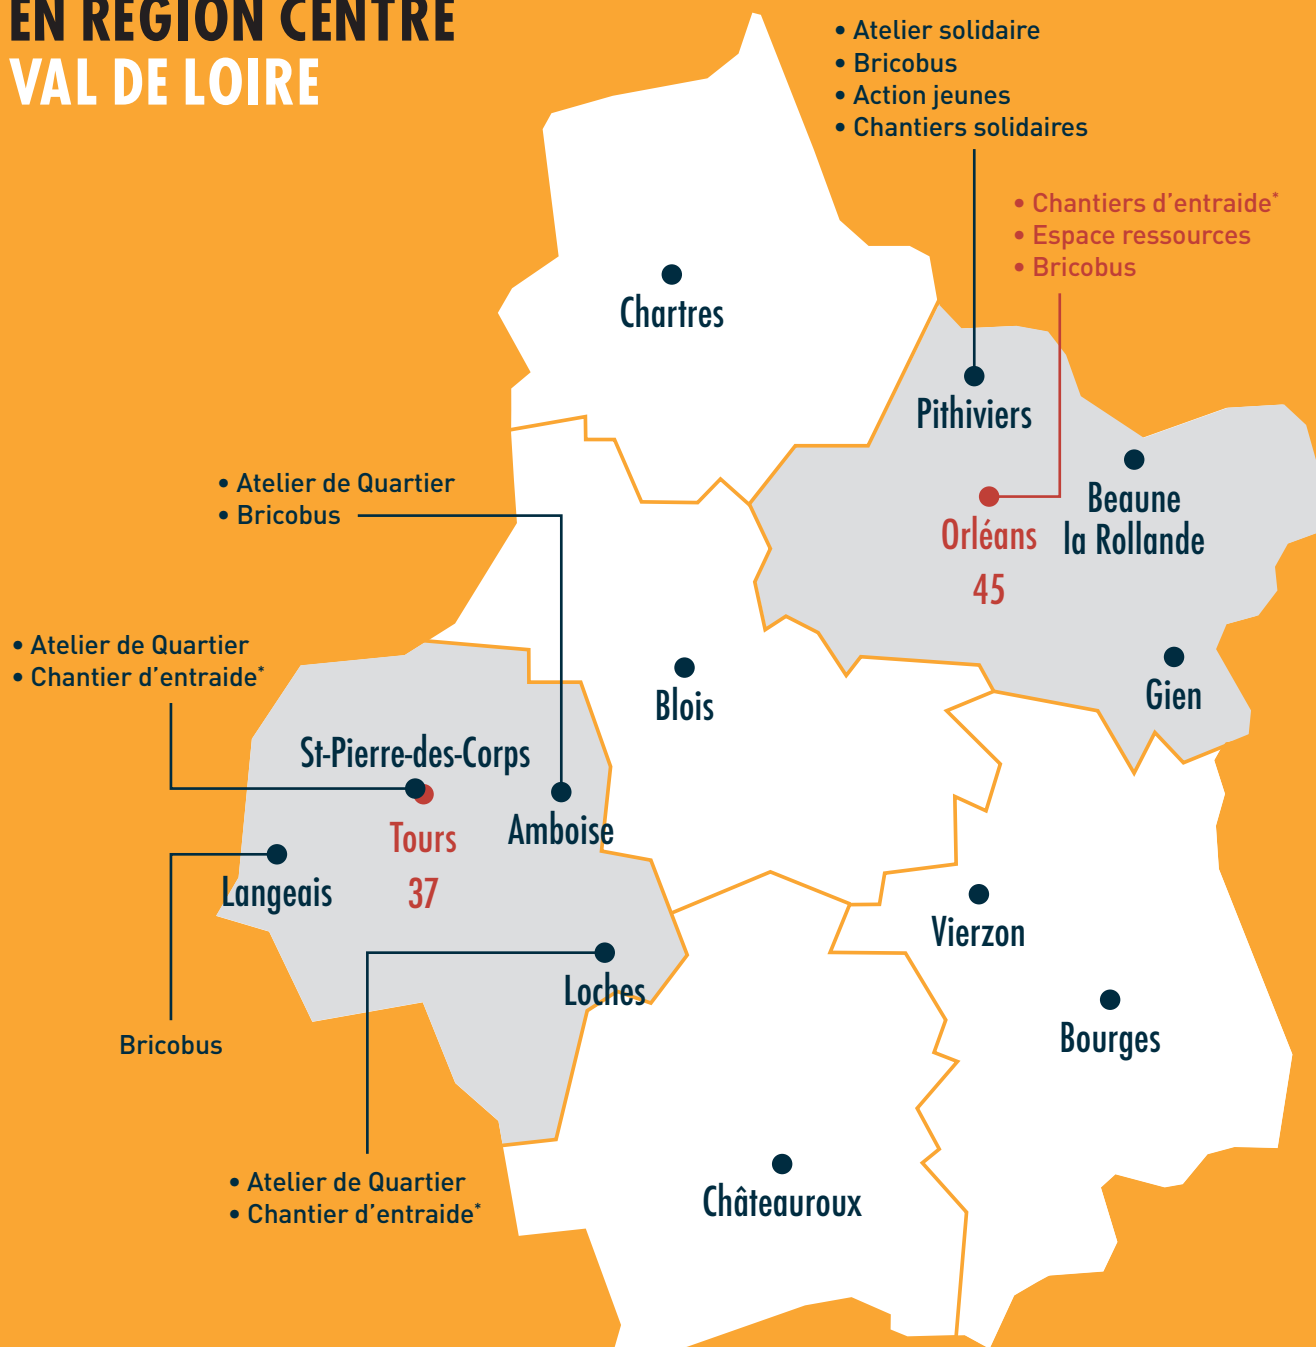 EN RÉGION CENTRE
VAL DE LOIRE
• Atelier solidaire
• Bricobus
• Action jeunes
• Chantiers solidaires
• Chantiers d'entraide*
• Espace ressources
• Bricobus
Chartres
Pithiviers
Beaune
la Rollande
Orléans
45
• Atelier de Quartier
• Bricobus
• Atelier de Quartier
• Chantier d'entraide*
Blois
Gien
St-Pierre-des-Corps
Tours
37
Amboise
Langeais
Vierzon
Loches
Bourges
Bricobus
• Atelier de Quartier
• Chantier d'entraide*
Châteauroux